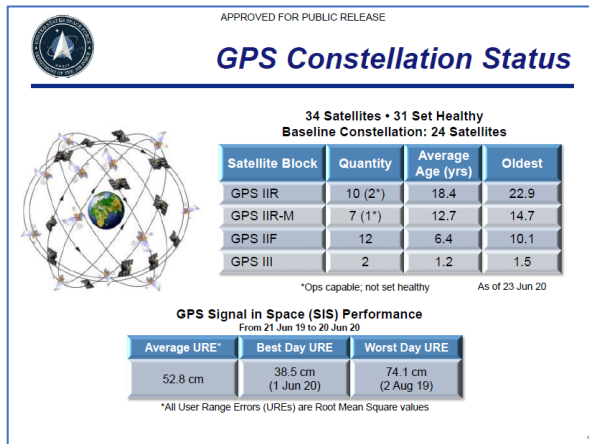 APPROVED FOR PUBLIC RELEASE
GPS Constellation Status
34 Satellites • 31 Set Healthy
Baseline Constellation: 24 Satellites
Satellite Block Quantity Average Age (yrs) Oldest
GPS IIR 10 (2*) 18.4 22.9
GPS IIR-M 7 (1*) 12.7 14.7
GPS IIF 12 6.4 10.1
GPS III 2 1.2 1.5
*Ops capable; not set healthy As of 23 Jun 20
GPS Signal in Space (SIS) Performance
From 21 Jun 19 to 20 Jun 20
Average URE* Best Day URE Worst Day URE
52.8 cm 38.5 cm (1 Jun 20) 74.1 cm (2 Aug 19)
*All User Range Errors (UREs) are Root Mean Square values